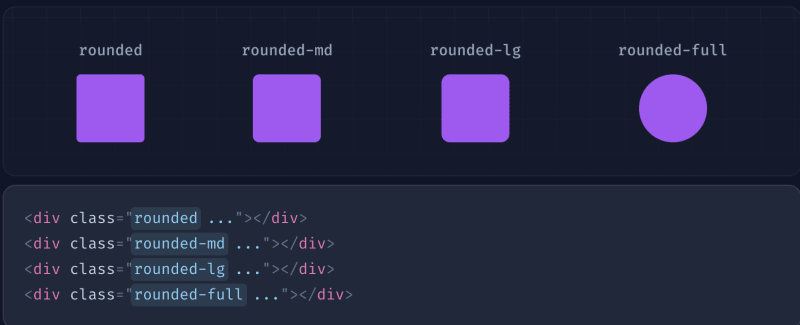 rounded rounded-md rounded-lg rounded-full
<div class="rounded ..."></div>
<div class="rounded-md ..."></div>
<div class="rounded-lg ..."></div>
<div class="rounded-full ..."></div>